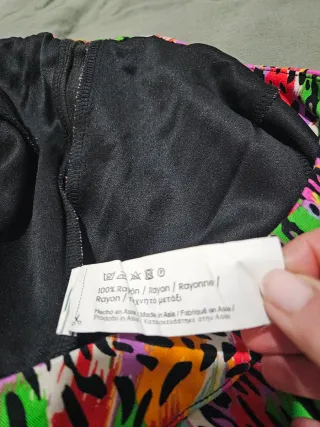 100% Rayon / Rayon / Rayonne /
Rayon / Τεχνητό μετάξι
Hecho en Asia / Made in Asia / Fabriqué en Asie /
Prodotto in Asia / Κατασκευάστηκε στην Ασία